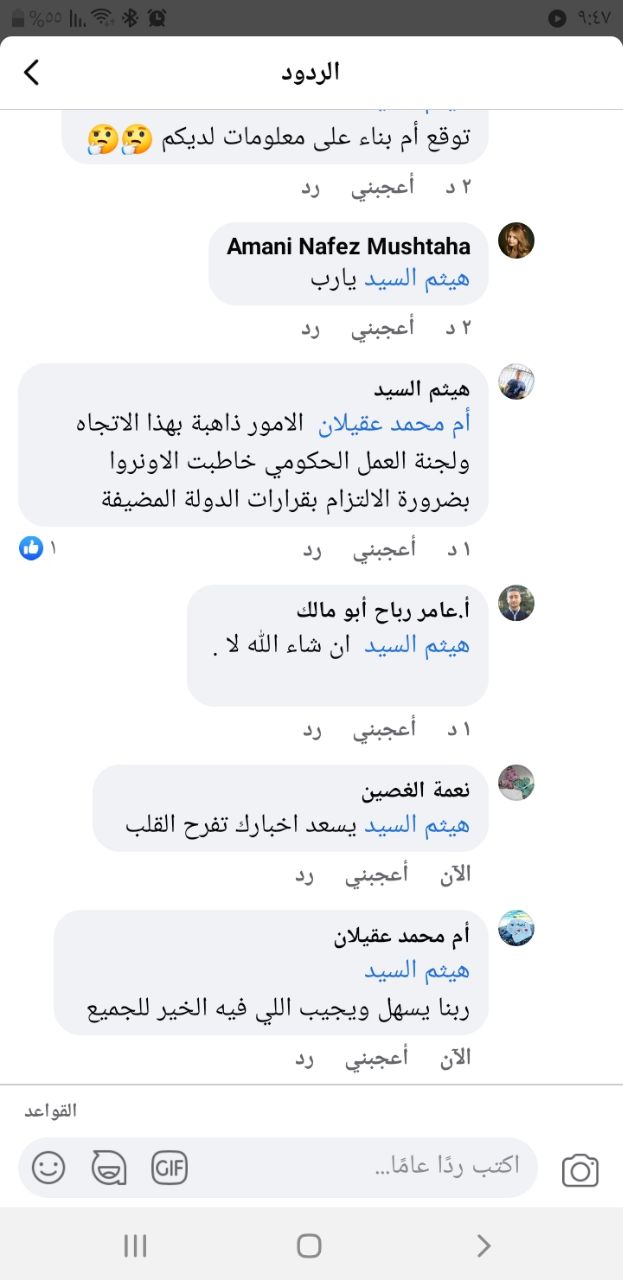 %٥٥ ٩:٤٧
الردود
توقع أم بناء على معلومات لديكم 🤔🤔
٢ د أعجبني رد
Amani Nafez Mushtaha
هيثم السيد يارب
٢ د أعجبني رد
هيثم السيد
أم محمد عقيلان الامور ذاهبة بهذا الاتجاه
ولجنة العمل الحكومي خاطبت الاونروا
بضرورة الالتزام بقرارات الدولة المضيفة
١ د أعجبني رد ١
أ.عامر رباح أبو مالك
هيثم السيد ان شاء الله لا .
١ د أعجبني رد
نعمة الغصين
هيثم السيد يسعد اخبارك تفرح القلب
الآن أعجبني رد
أم محمد عقيلان
هيثم السيد
ربنا يسهل ويجيب اللي فيه الخير للجميع
الآن أعجبني رد
القواعد
اكتب ردًا عامًا...
GIF